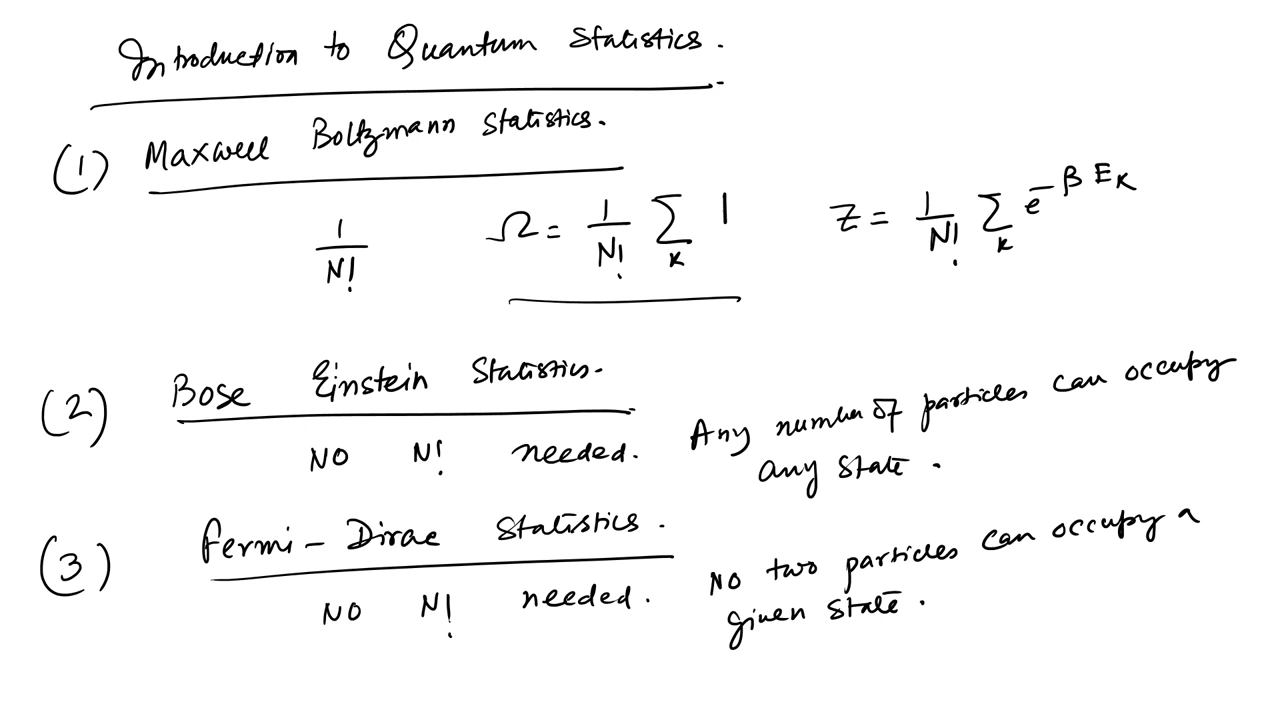 Introduction to Quantum Statistics.
(1) Maxwell Boltzmann Statistics.
1/N! Ω = 1/N! ∑_K 1 Z = 1/N! ∑_K e^{-βE_K}
(2) Bose Einstein Statistics.
NO N! needed. Any number of particles can occupy
any state.
(3) Fermi-Dirac Statistics.
NO N! needed. No two particles can occupy a
given state.